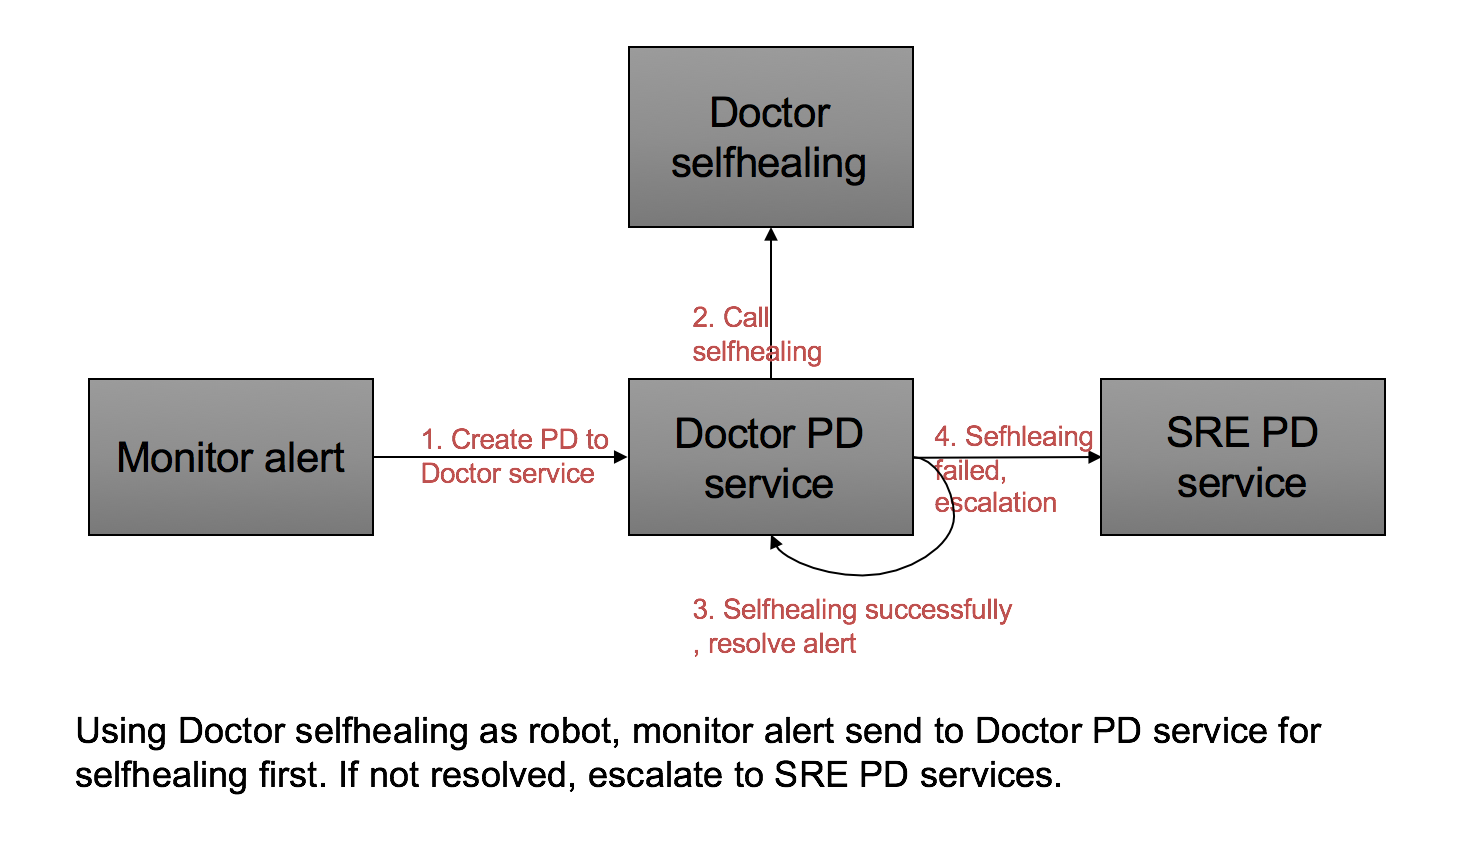 Doctor
selfhealing
2. Call
selfhealing
Monitor alert
1. Create PD to
Doctor service
Doctor PD
service
4. Sefhleaing
failed,
escalation
SRE PD
service
3. Selfhealing successfully
, resolve alert
Using Doctor selfhealing as robot, monitor alert send to Doctor PD service for
selfhealing first. If not resolved, escalate to SRE PD services.